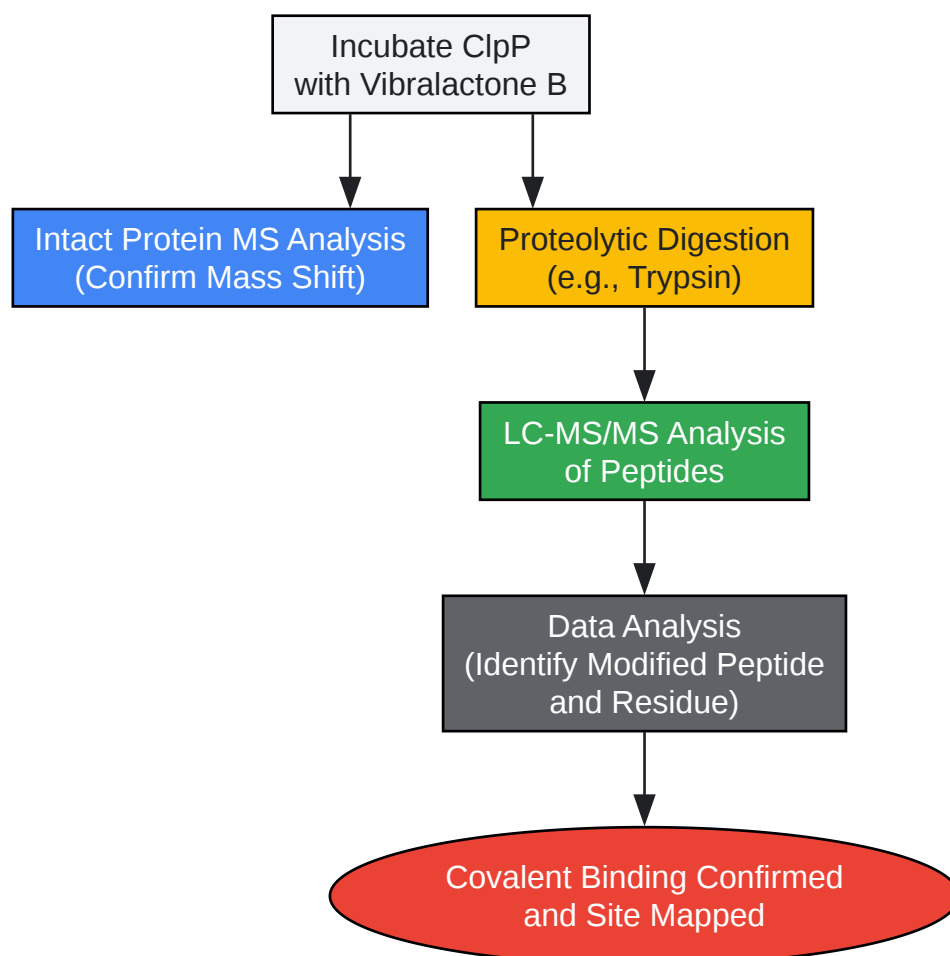 Incubate ClpP
with Vibralactone B
Intact Protein MS Analysis
(Confirm Mass Shift)
Proteolytic Digestion
(e.g., Trypsin)
LC-MS/MS Analysis
of Peptides
Data Analysis
(Identify Modified Peptide
and Residue)
Covalent Binding Confirmed
and Site Mapped